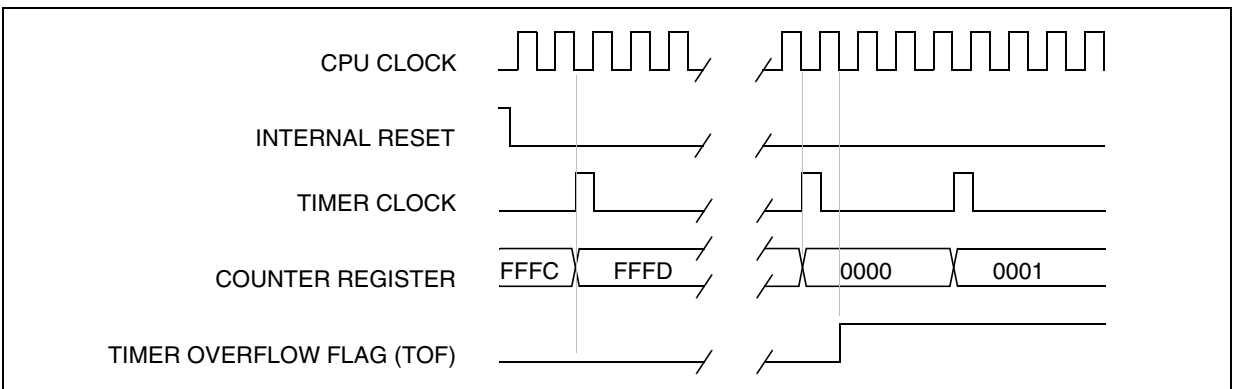 CPU CLOCK
INTERNAL RESET
TIMER CLOCK
COUNTER REGISTER FFFC FFFD 0000 0001
TIMER OVERFLOW FLAG (TOF)